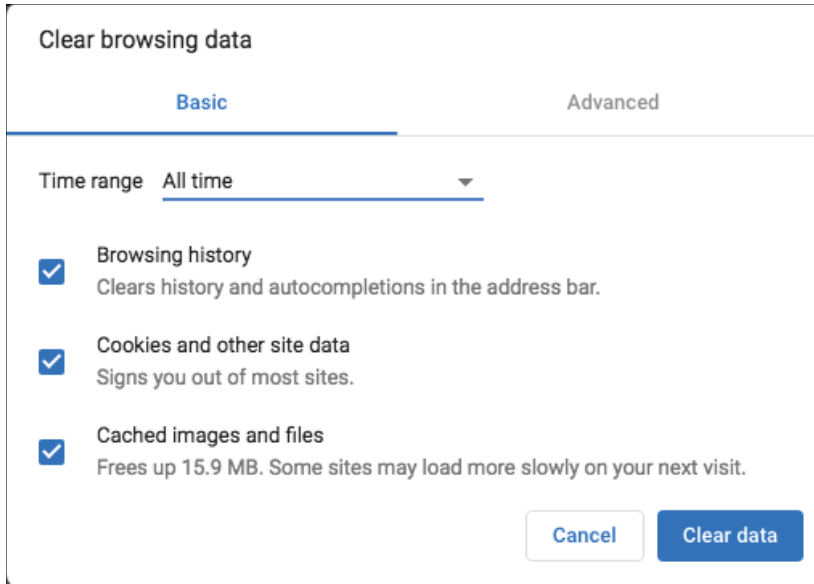 Clear browsing data
Basic
Advanced
Time range All time
Browsing history
Clears history and autocompletions in the address bar.
Cookies and other site data
Signs you out of most sites.
Cached images and files
Frees up 15.9 MB. Some sites may load more slowly on your next visit.
Cancel
Clear data